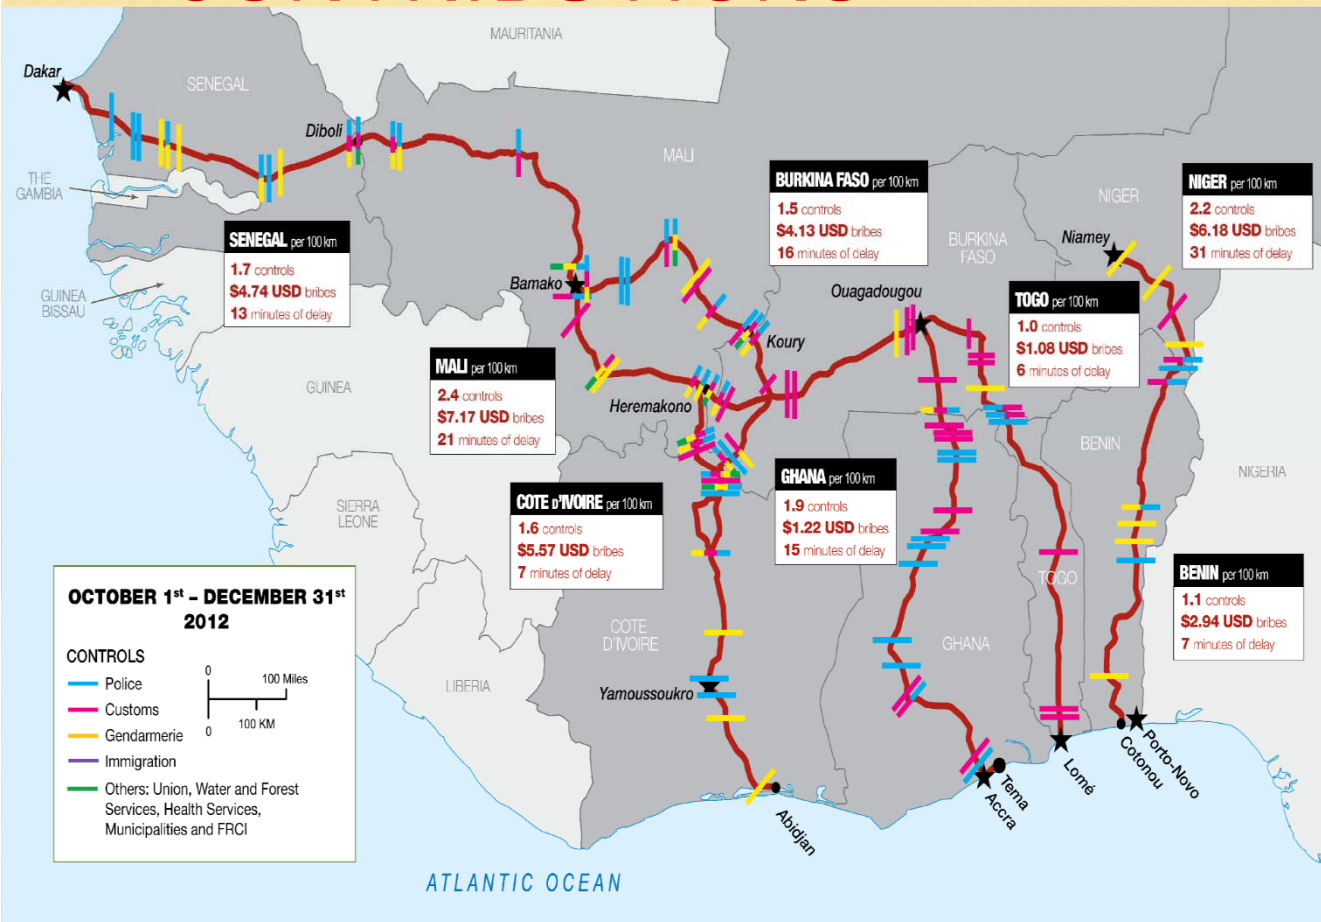 MAURITANIA
Dakar
SENEGAL
Diboli
MALI
THE
GAMBIA
BURKINA FASO per 100 km
1.5 controls
$4.13 USD bribes
16 minutes of delay
NIGER per 100 km
2.2 controls
$6.18 USD bribes
31 minutes of delay
NIGER
Niamey
SENEGAL per 100 km
1.7 controls
$4.74 USD bribes
13 minutes of delay
BURKINA
FASO
Bamako
GUINEA
BISSAU
Ouagadougou
TOGO per 100 km
1.0 controls
$1.08 USD bribes
6 minutes of delay
Koury
MALI per 100 km
2.4 controls
$7.17 USD bribes
21 minutes of delay
GUINEA
Heremakono
BENIN
NIGERIA
GHANA per 100 km
1.9 controls
$1.22 USD bribes
15 minutes of delay
COTE D'IVOIRE per 100 km
1.6 controls
$5.57 USD bribes
7 minutes of delay
SIERRA
LEONE
TOGO
BENIN per 100 km
1.1 controls
$2.94 USD bribes
7 minutes of delay
OCTOBER 1st – DECEMBER 31st
2012
CONTROLS
Police
Customs
Gendarmerie
Immigration
Others: Union, Water and Forest
Services, Health Services,
Municipalities and FRCI
0
100 Miles
100 KM
0
COTE
D'IVOIRE
GHANA
LIBERIA
Yamoussoukro
Abidjan
Accra
Tema
Lomé
Cotonou
Porto-Novo
ATLANTIC OCEAN